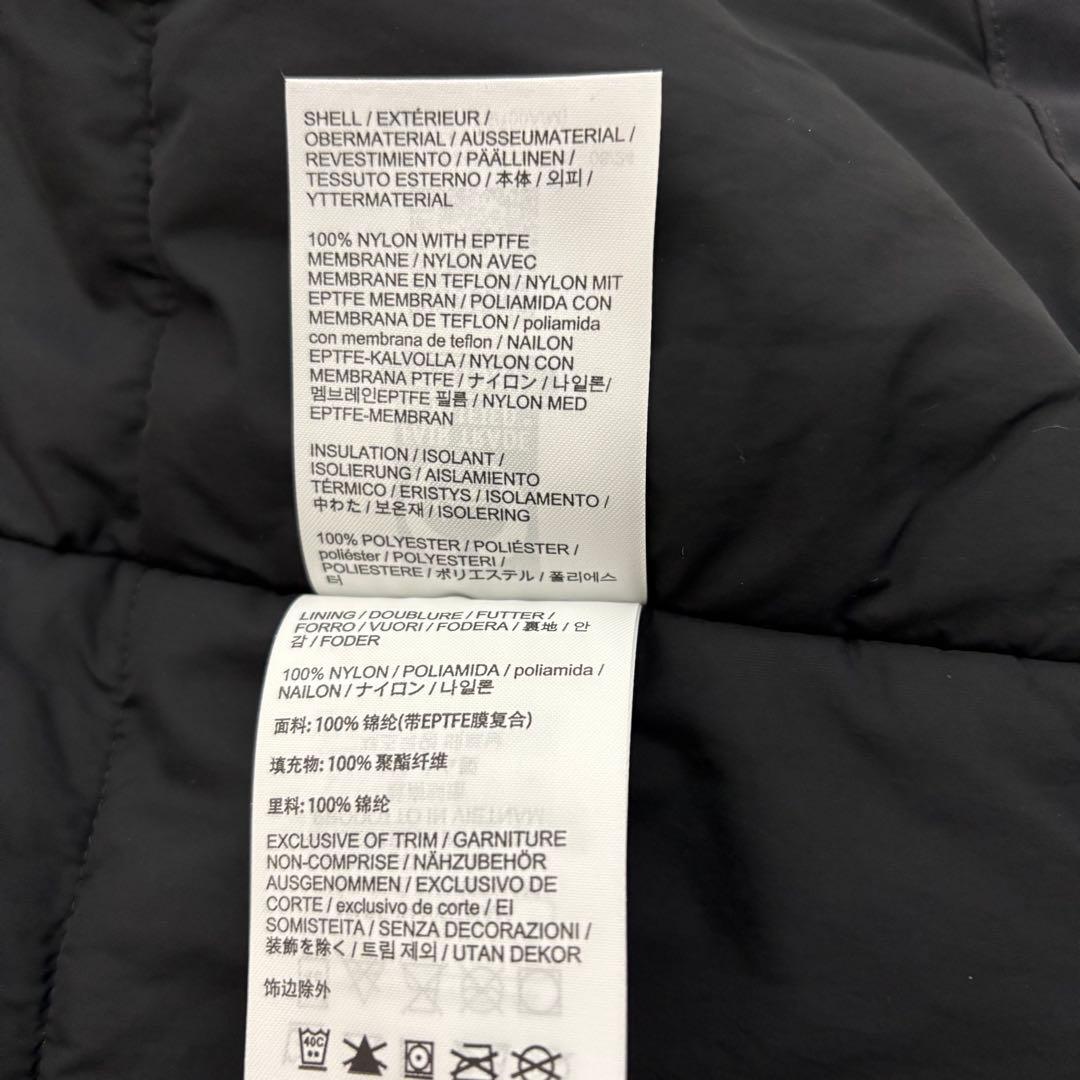 SHELL / EXTÉRIEUR /
OBERMATERIAL / AUSSEUMATERIAL /
REVESTIMIENTO / PÄÄLLINEN /
TESSUTO ESTERNO / 本体 / 외피 /
YTTERMATERIAL
100% NYLON WITH EPTFE
MEMBRANE / NYLON AVEC
MEMBRANE EN TEFLON / NYLON MIT
EPTFE MEMBRAN / POLIAMIDA CON
MEMBRANA DE TEFLON / poliamida
con membrana de teflon / NAILON
EPTFE-KALVOLLA / NYLON CON
MEMBRANA PTFE / ナイロン / 나일론/
멤브레인EPTFE 필름 / NYLON MED
EPTFE-MEMBRAN
INSULATION / ISOLANT /
ISOLIERUNG / AISLAMIENTO
TÉRMICO / ERISTYS / ISOLAMENTO /
中わた / 보온재 / ISOLERING
100% POLYESTER / POLIÉSTER /
poliéster / POLYESTERI /
POLIESTERE / ポリエステル / 폴리에스
터
LINING / DOUBLURE / FUTTER /
FORRO / VUORI / FODERA / 裏地 / 안
감 / FODER
100% NYLON / POLIAMIDA / poliamida /
NAILON / ナイロン / 나일론
面料: 100% 锦纶(带EPTFE膜复合)
填充物: 100% 聚酯纤维
里料: 100% 锦纶
EXCLUSIVE OF TRIM / GARNITURE
NON-COMPRISE / NÄHZUBEHÖR
AUSGENOMMEN / EXCLUSIVO DE
CORTE / exclusivo de corte / EI
SOMISTEITA / SENZA DECORAZIONI /
装飾を除く / 트림 제외 / UTAN DEKOR
饰边除外
40C